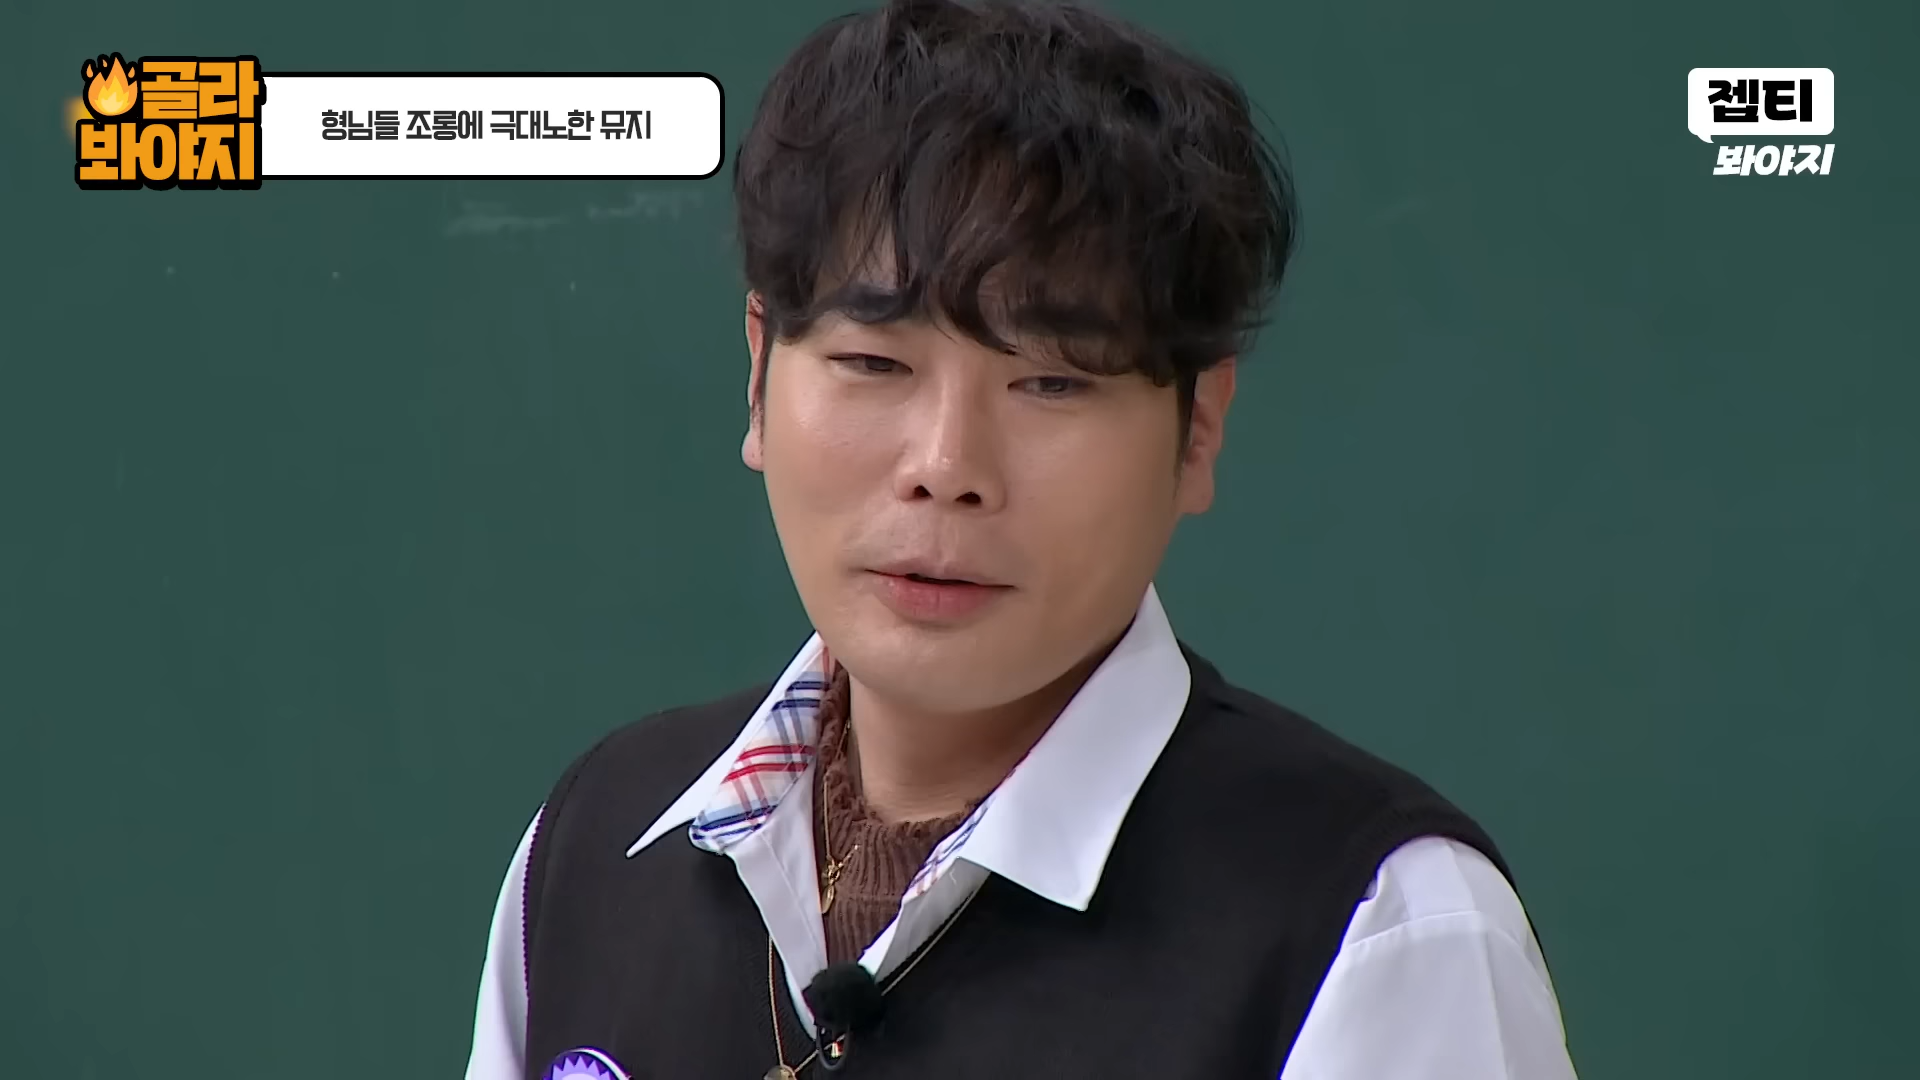 골라
봐야지
형님들 조롱에 극대노한 뮤지
젭티
봐야지